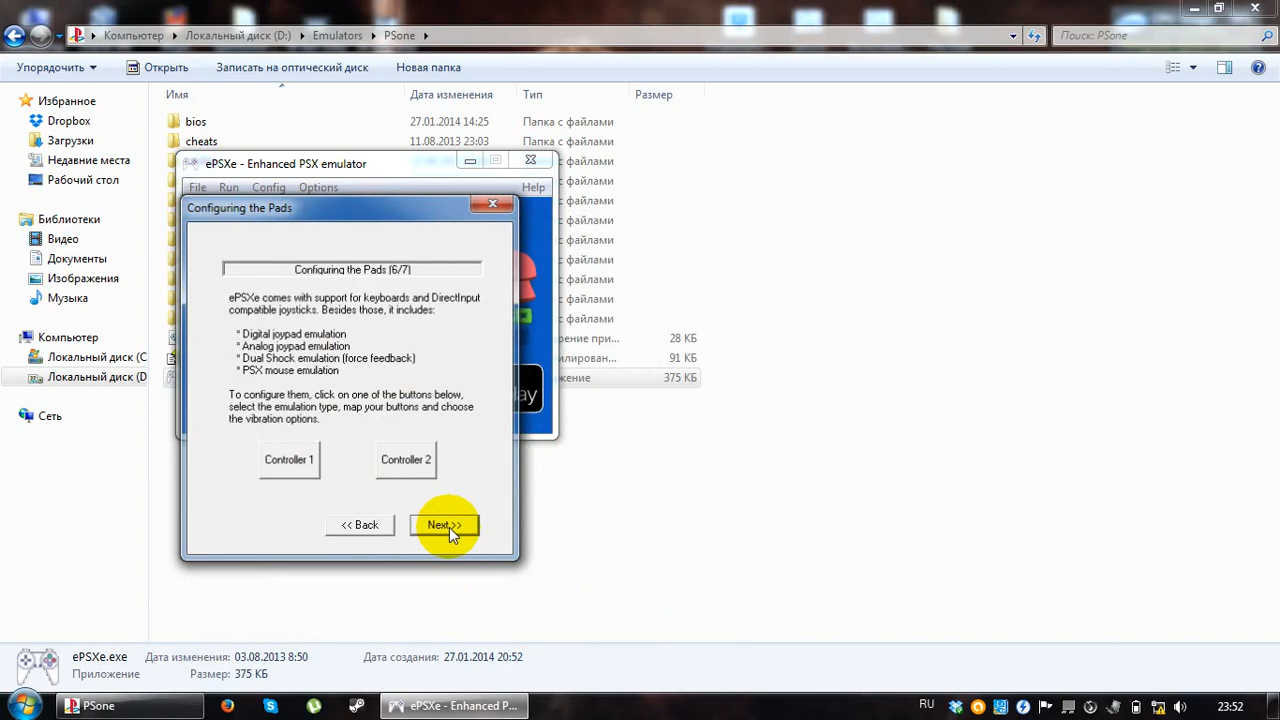 Компьютер
Локальный диск (D:)
Emulators
PSone
Поиск: PSone
Упорядочить
Открыть
Записать на оптический диск
Новая папка
Избранное
Dropbox
Загрузки
Недавние места
Рабочий стол
Библиотеки
Видео
Документы
Изображения
Музыка
Компьютер
Локальный диск (C
Локальный диск (D
Сеть
Имя
Дата изменения
Тип
Размер
bios
27.01.2014 14:25
Папка с файлами
cheats
11.08.2013 23:03
Папка с файлами
с файлами
с файлами
с файлами
с файлами
с файлами
с файлами
с файлами
с файлами
ение при...
28 КБ
илирован...
91 КБ
жение
375 КБ
ePSXe - Enhanced PSX emulator
File
Run
Config
Options
Help
ay
Configuring the Pads
Configuring the Pads (6/7)
ePSXe comes with support for keyboards and DirectInput
compatible joysticks. Besides those, it includes:
* Digital joypad emulation
* Analog joypad emulation
* Dual Shock emulation (force feedback)
* PSX mouse emulation
To configure them, click on one of the buttons below,
select the emulation type, map your buttons and choose
the vibration options.
Controller 1
Controller 2
<< Back
Next >>
ePSXe.exe
Дата изменения: 03.08.2013 8:50
Дата создания: 27.01.2014 20:52
Приложение
Размер: 375 КБ
PSone
ePSXe - Enhanced P...
RU
23:52